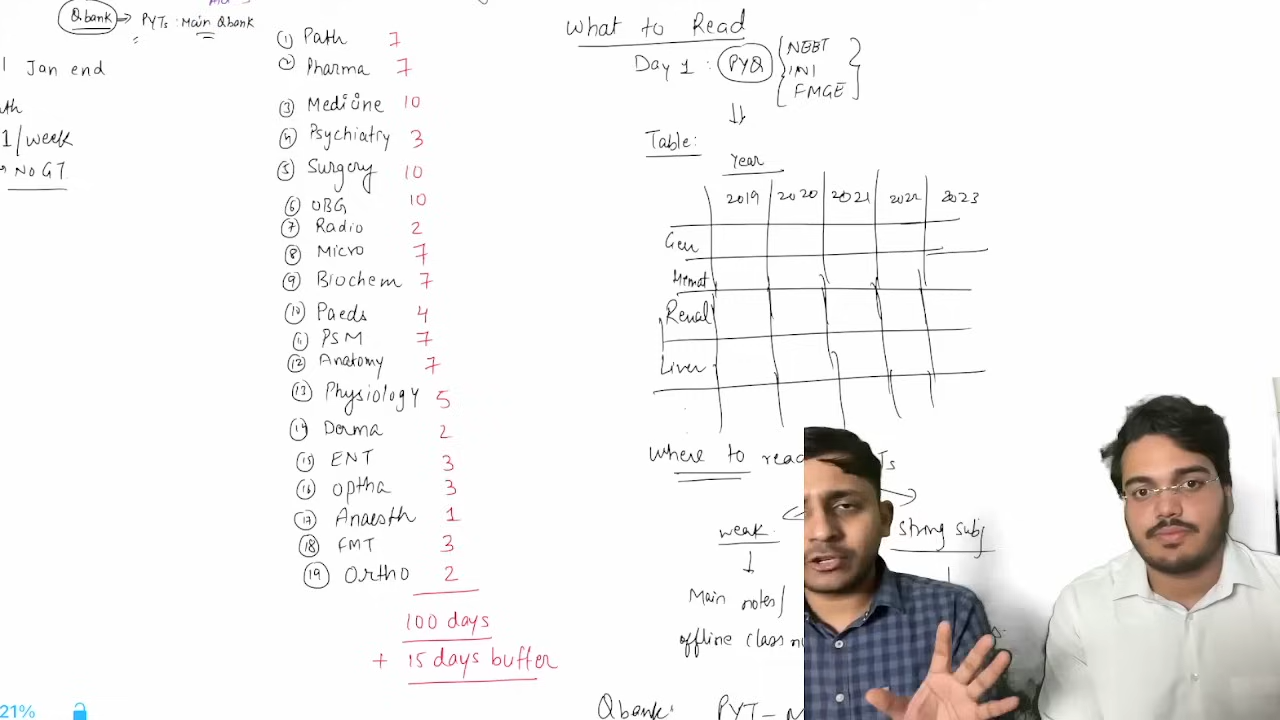 Qbank → PYTs : Main Qbank
Jan end
1/week
NO GT
① Path 7
② Pharma 7
③ Medicine 10
④ Psychiatry 3
⑤ Surgery 10
⑥ OBG 10
⑦ Radio 2
⑧ Micro 7
⑨ Biochem 7
⑩ Paeds 4
⑪ PSM 7
⑫ Anatomy 7
⑬ Physiology 5
⑭ Derma 2
⑮ ENT 3
⑯ optha 3
⑰ Anaesth 1
⑱ FMT 3
⑲ Ortho 2
100 days
+ 15 days buffer
What to Read
Day 1 : PYQ { NEET
INI
FMGE }
Table:
Year
2019 2020 2021 2022 2023
Gen
Hemat
Renal
Liver
Where to read
weak
strong subj
Main notes/
offline class
Qbank: PYT -
21%